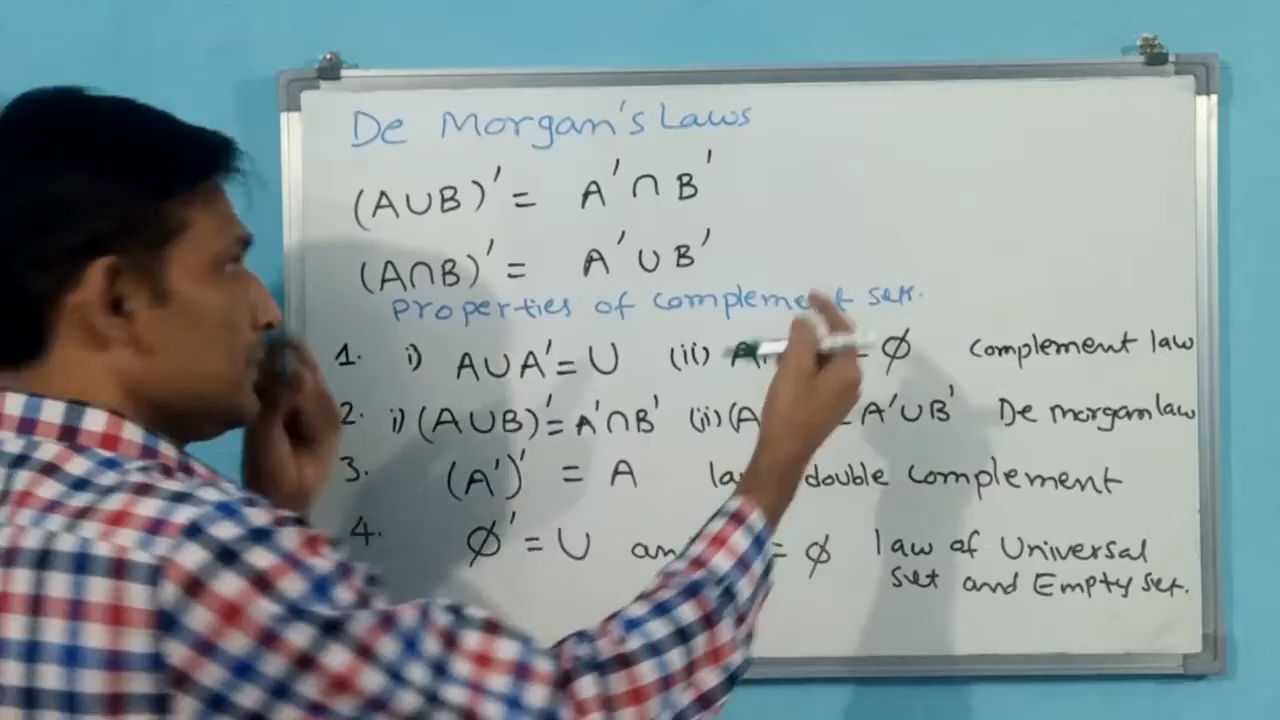 De Morgan's Laws
(A∪B)' = A'∩B'
(A∩B)' = A'∪B'
Properties of complement sets.
1. i) A∪A' = U (ii) A = ϕ complement law
2. i) (A∪B)' = A'∩B' (ii) (A = A'∪B' De morgan law
3. (A')' = A double complement
4. ϕ' = U = ϕ law of Universal
set and Empty set.